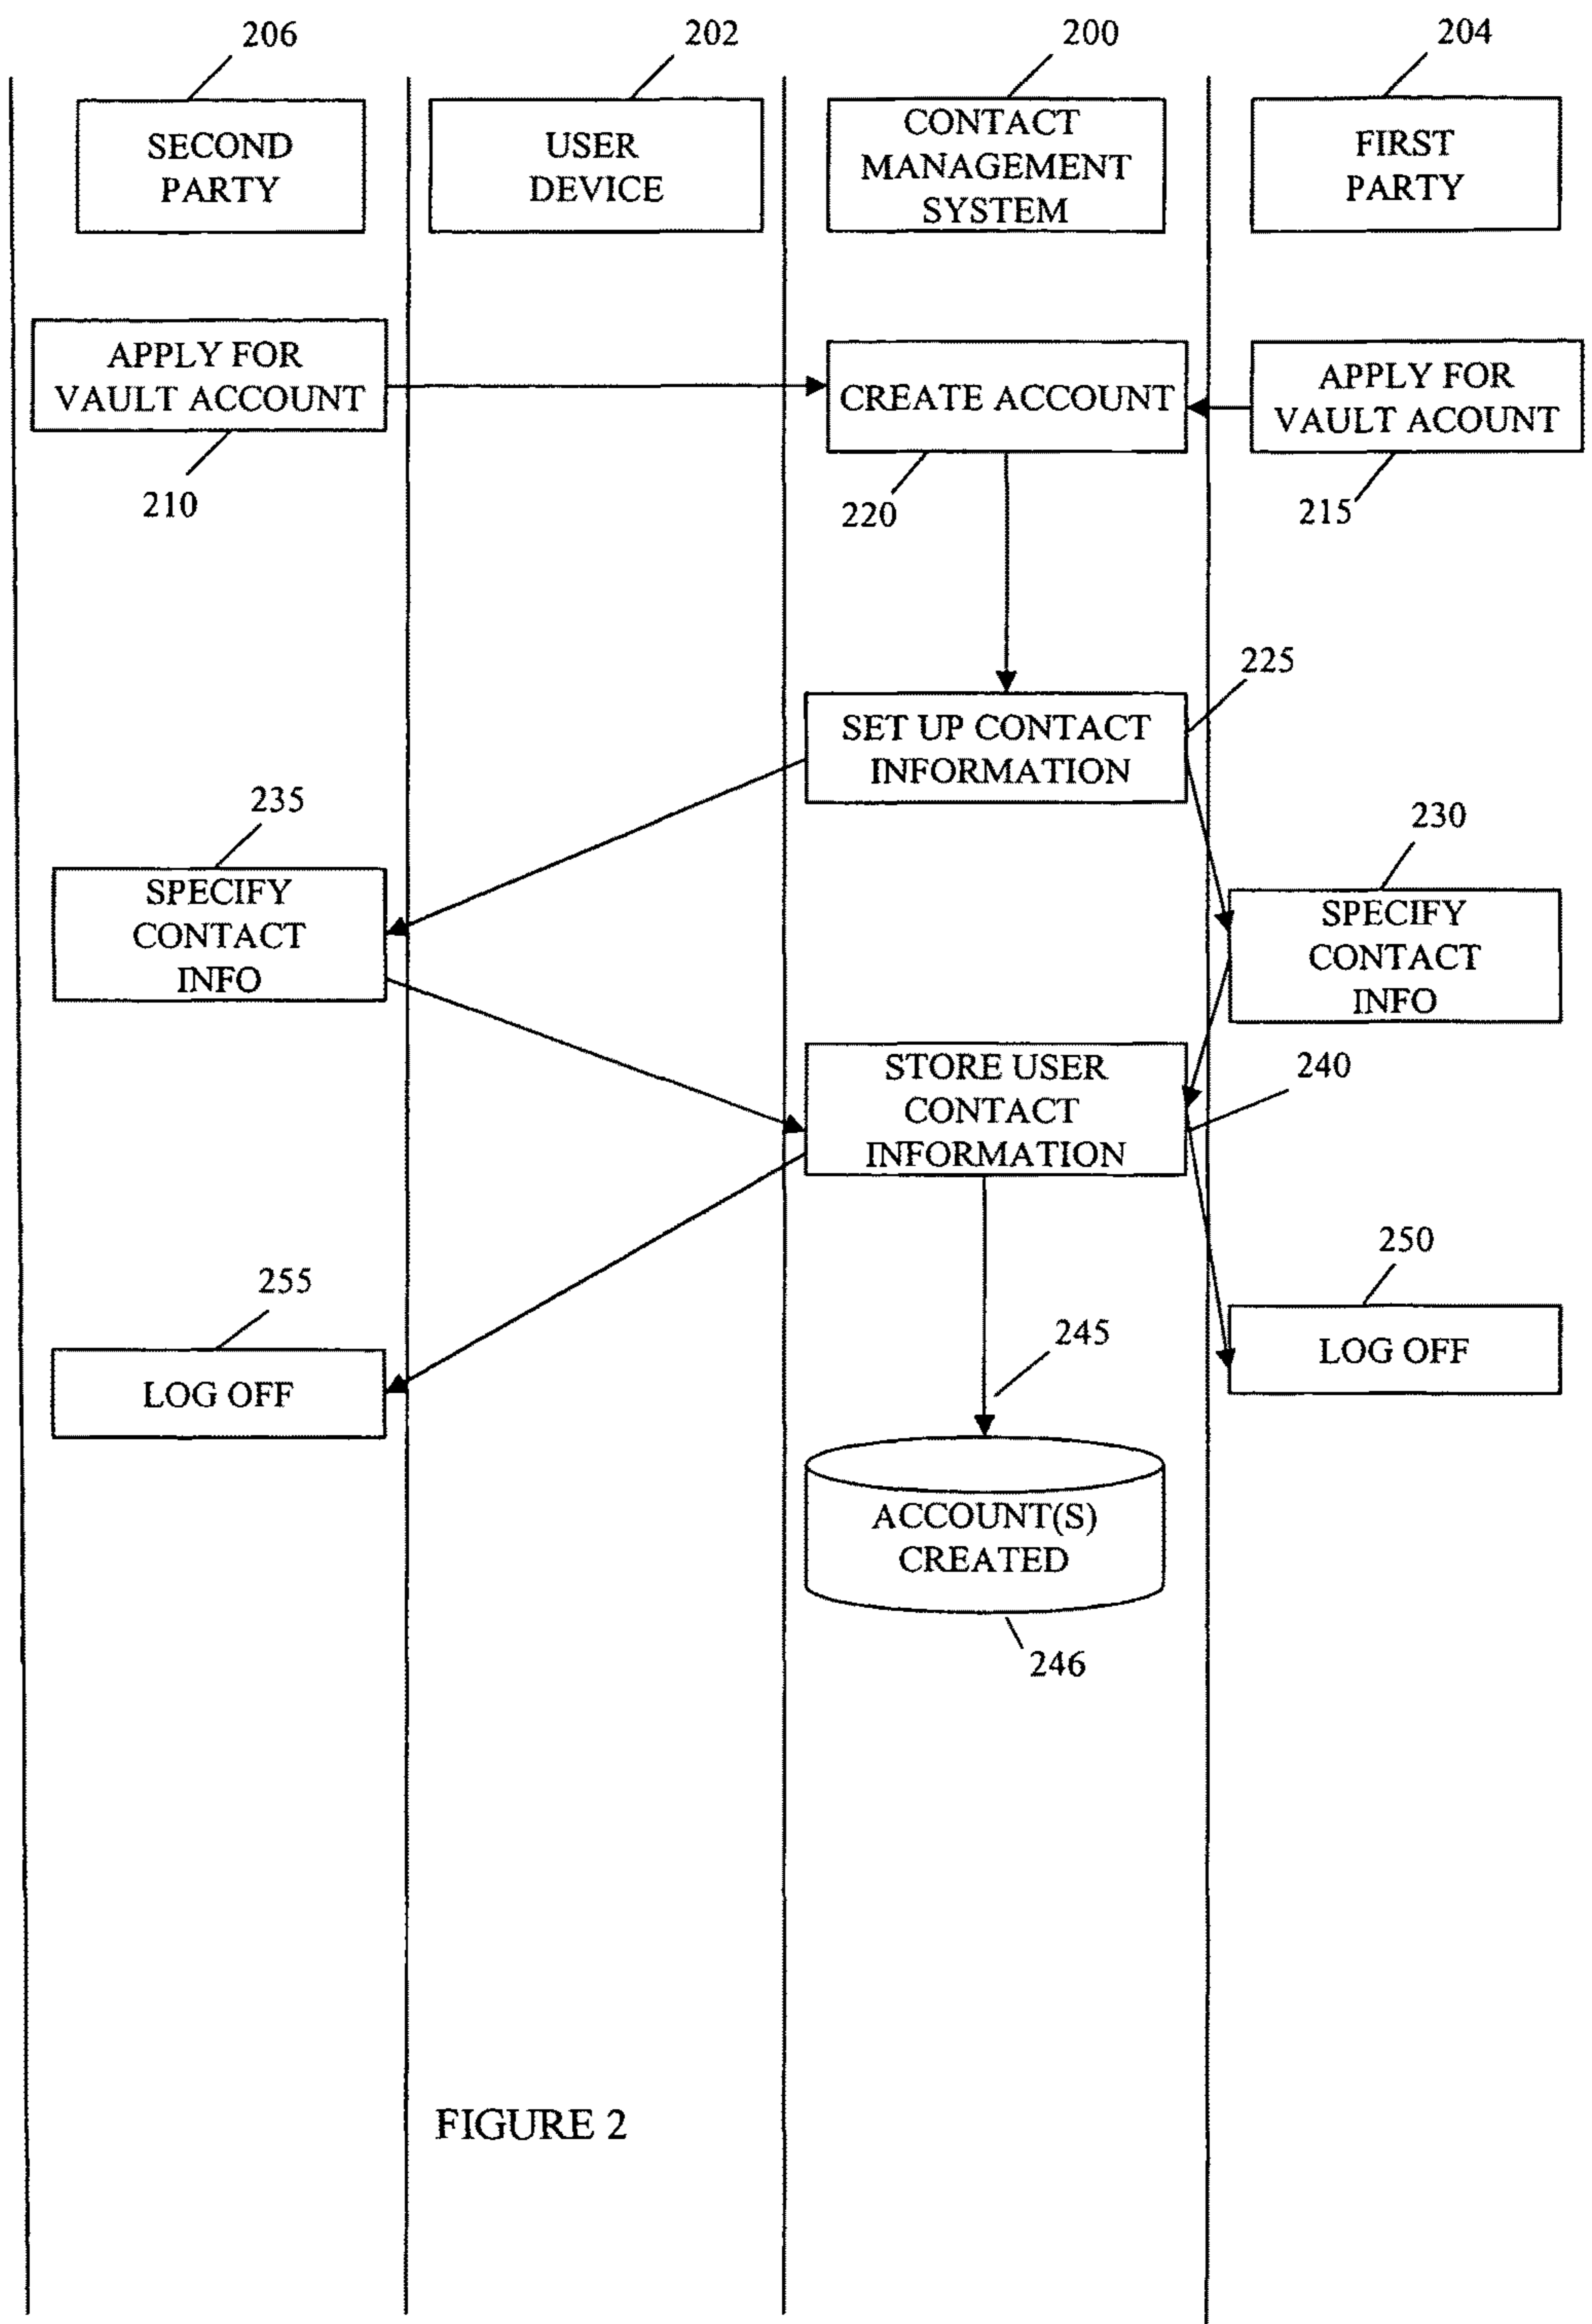 206
202
200
204
SECOND
PARTY
USER
DEVICE
CONTACT
MANAGEMENT
SYSTEM
FIRST
PARTY
APPLY FOR
VAULT ACCOUNT
CREATE ACCOUNT
APPLY FOR
VAULT ACOUNT
210
220
215
225
SET UP CONTACT
INFORMATION
235
230
SPECIFY
CONTACT
INFO
SPECIFY
CONTACT
INFO
STORE USER
CONTACT
INFORMATION
240
255
250
LOG OFF
245
LOG OFF
ACCOUNT(S)
CREATED
246
FIGURE 2